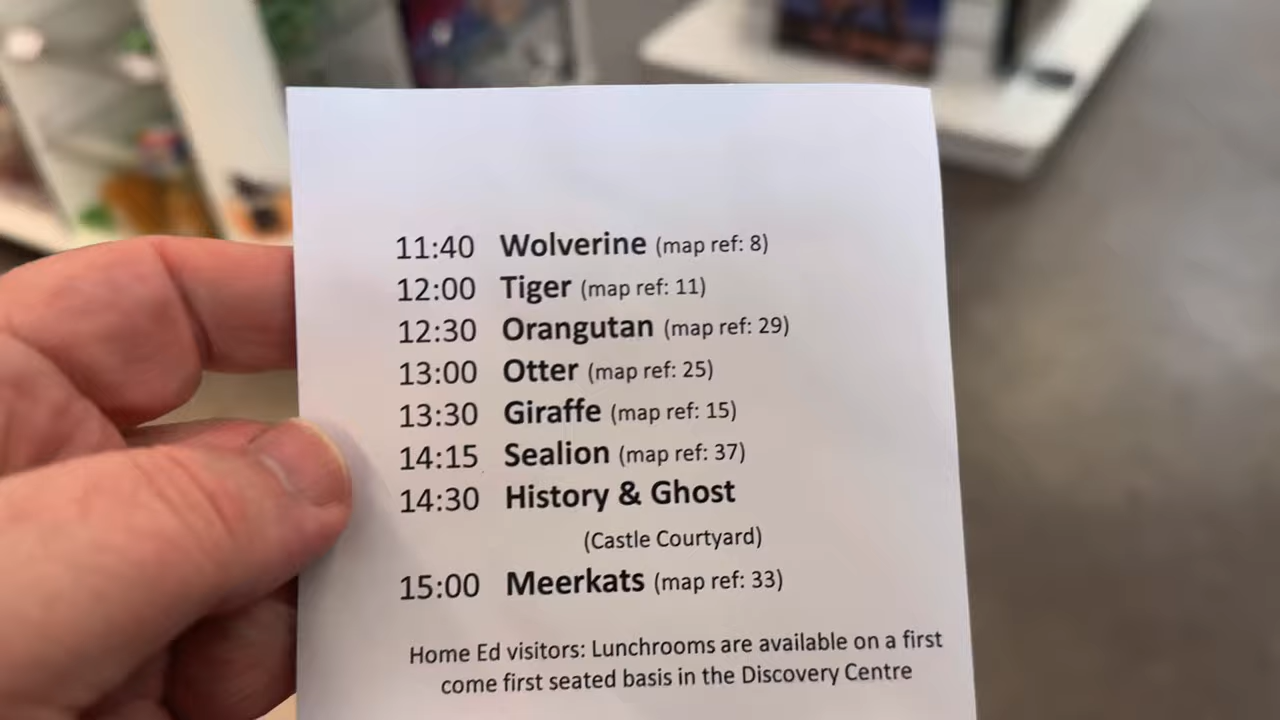 11:40 Wolverine (map ref: 8)
12:00 Tiger (map ref: 11)
12:30 Orangutan (map ref: 29)
13:00 Otter (map ref: 25)
13:30 Giraffe (map ref: 15)
14:15 Sealion (map ref: 37)
14:30 History & Ghost
(Castle Courtyard)
15:00 Meerkats (map ref: 33)
Home Ed visitors: Lunchrooms are available on a first
come first seated basis in the Discovery Centre